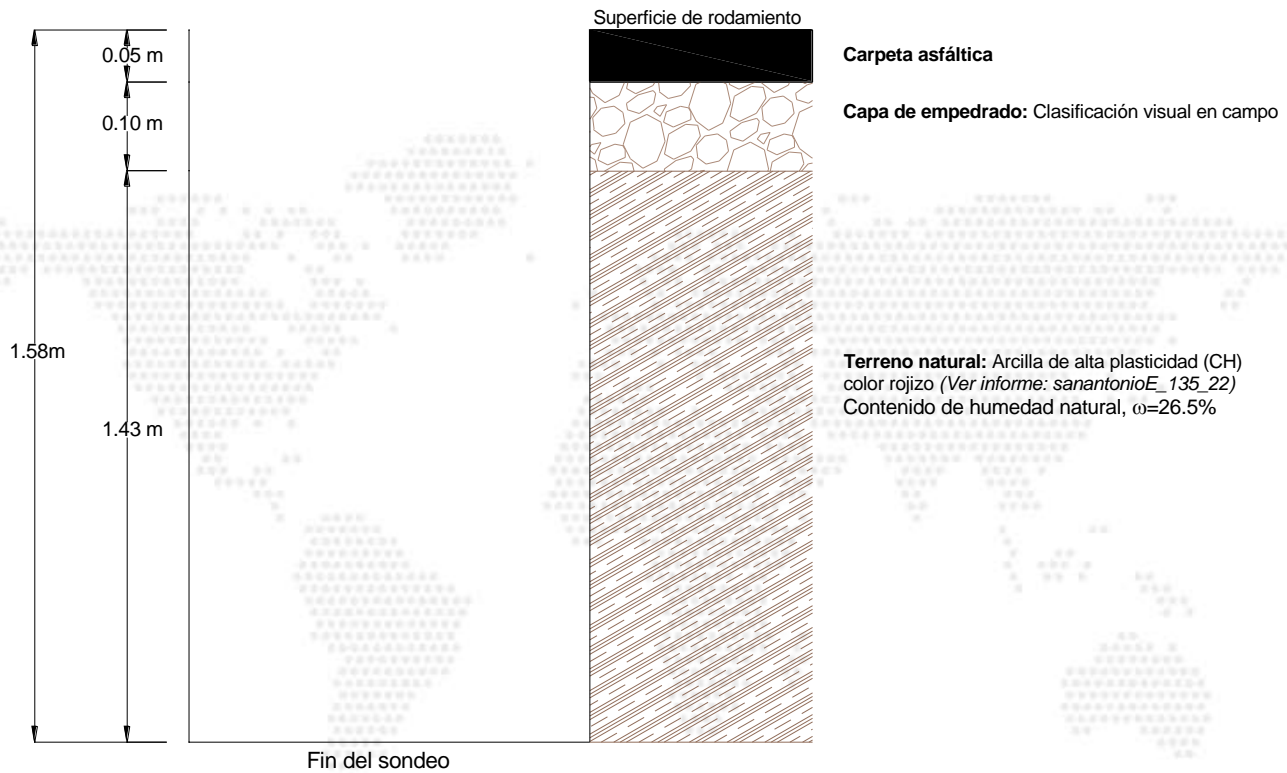 Superficie de rodamiento
0.05 m
Carpeta asfáltica
0.10 m
Capa de empedrado: Clasificación visual en campo
1.58m
1.43 m
Terreno natural: Arcilla de alta plasticidad (CH)
color rojizo (Ver informe: sanantonioE_135_22)
Contenido de humedad natural, ω=26.5%
Fin del sondeo